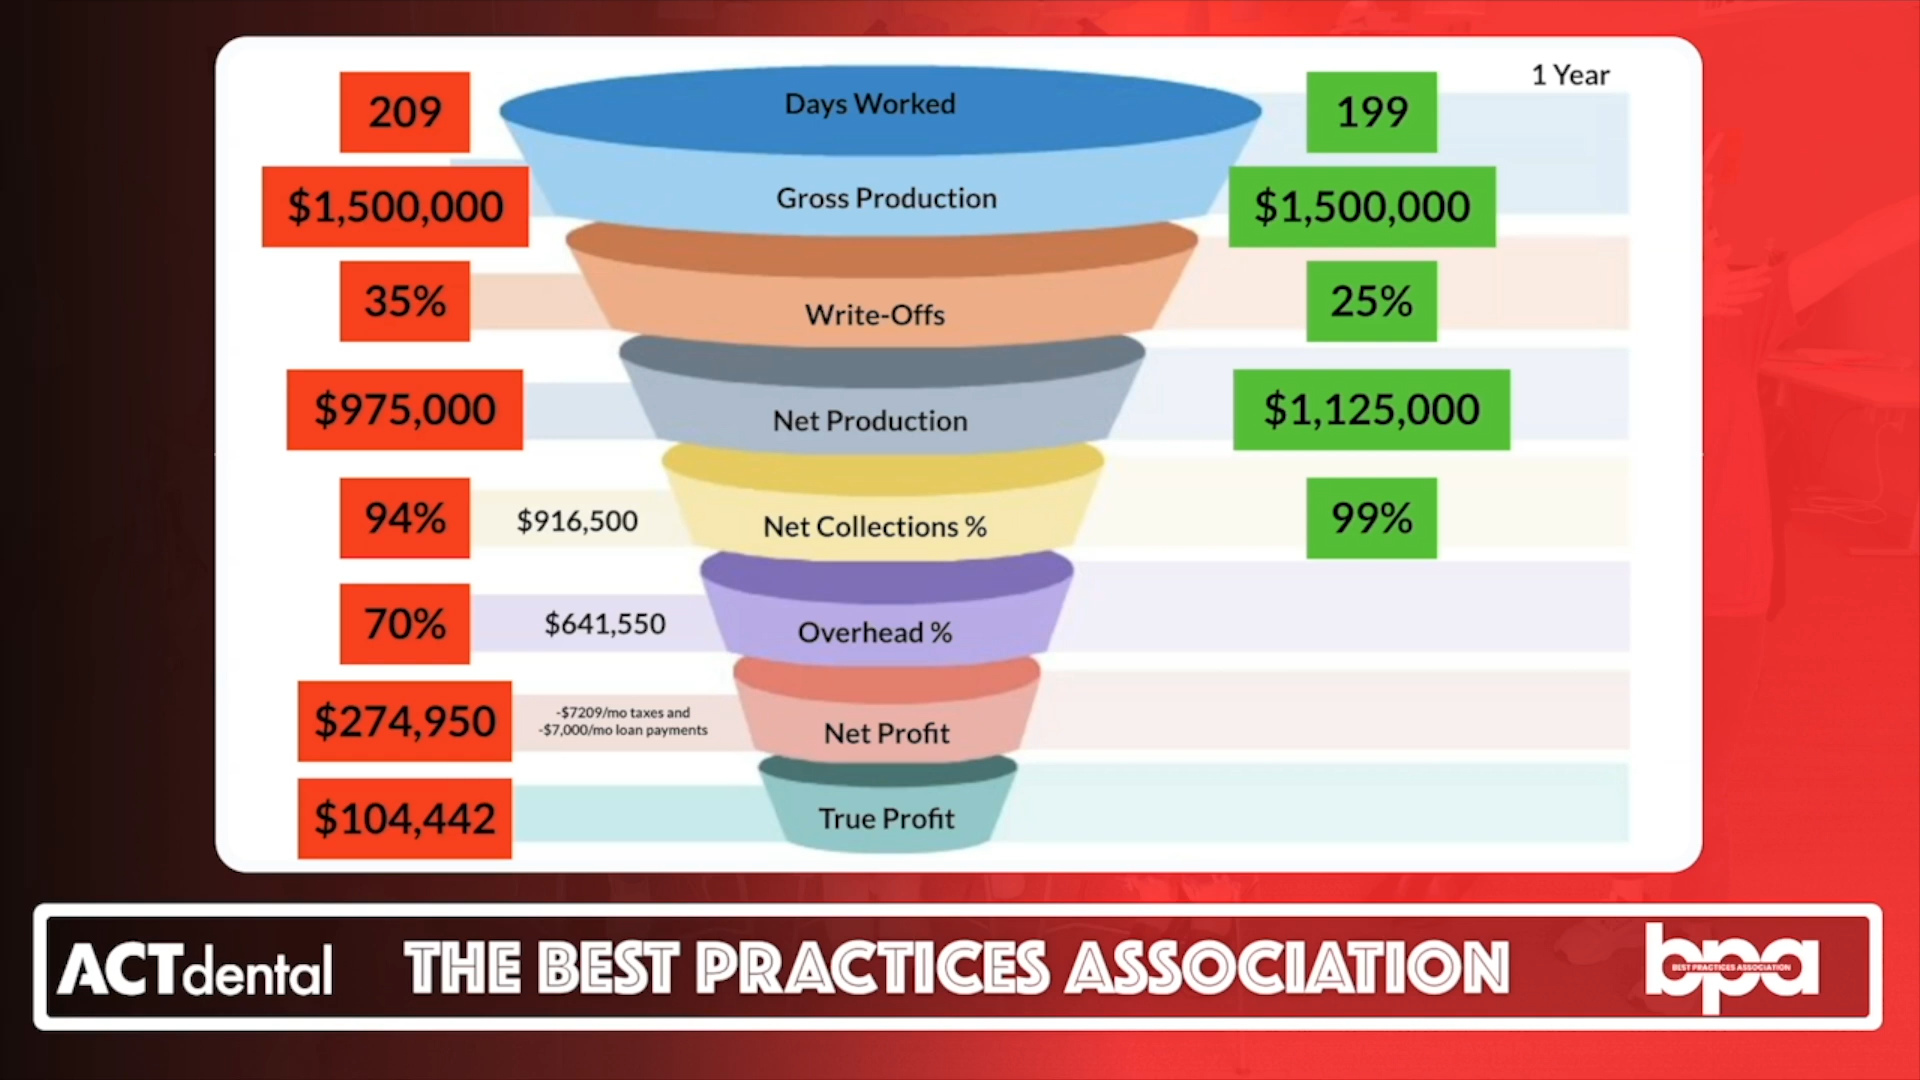 1 Year
209
Days Worked
199
$1,500,000
Gross Production
$1,500,000
35%
Write-Offs
25%
$975,000
Net Production
$1,125,000
94%
$916,500
Net Collections %
99%
70%
$641,550
Overhead %
$274,950
-$7209/mo taxes and
-$7,000/mo loan payments
Net Profit
$104,442
True Profit
ACTdental
THE BEST PRACTICES ASSOCIATION
bpa
BEST PRACTICES ASSOCIATION